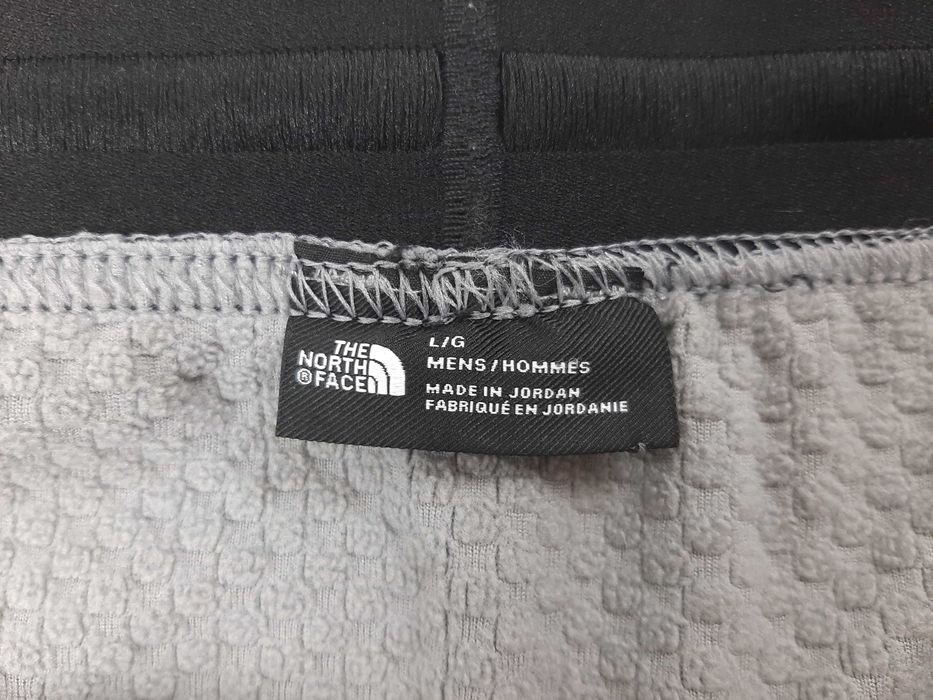 THE
NORTH
® FACE
L/G
MENS/HOMMES
MADE IN JORDAN
FABRIQUÉ EN JORDANIE